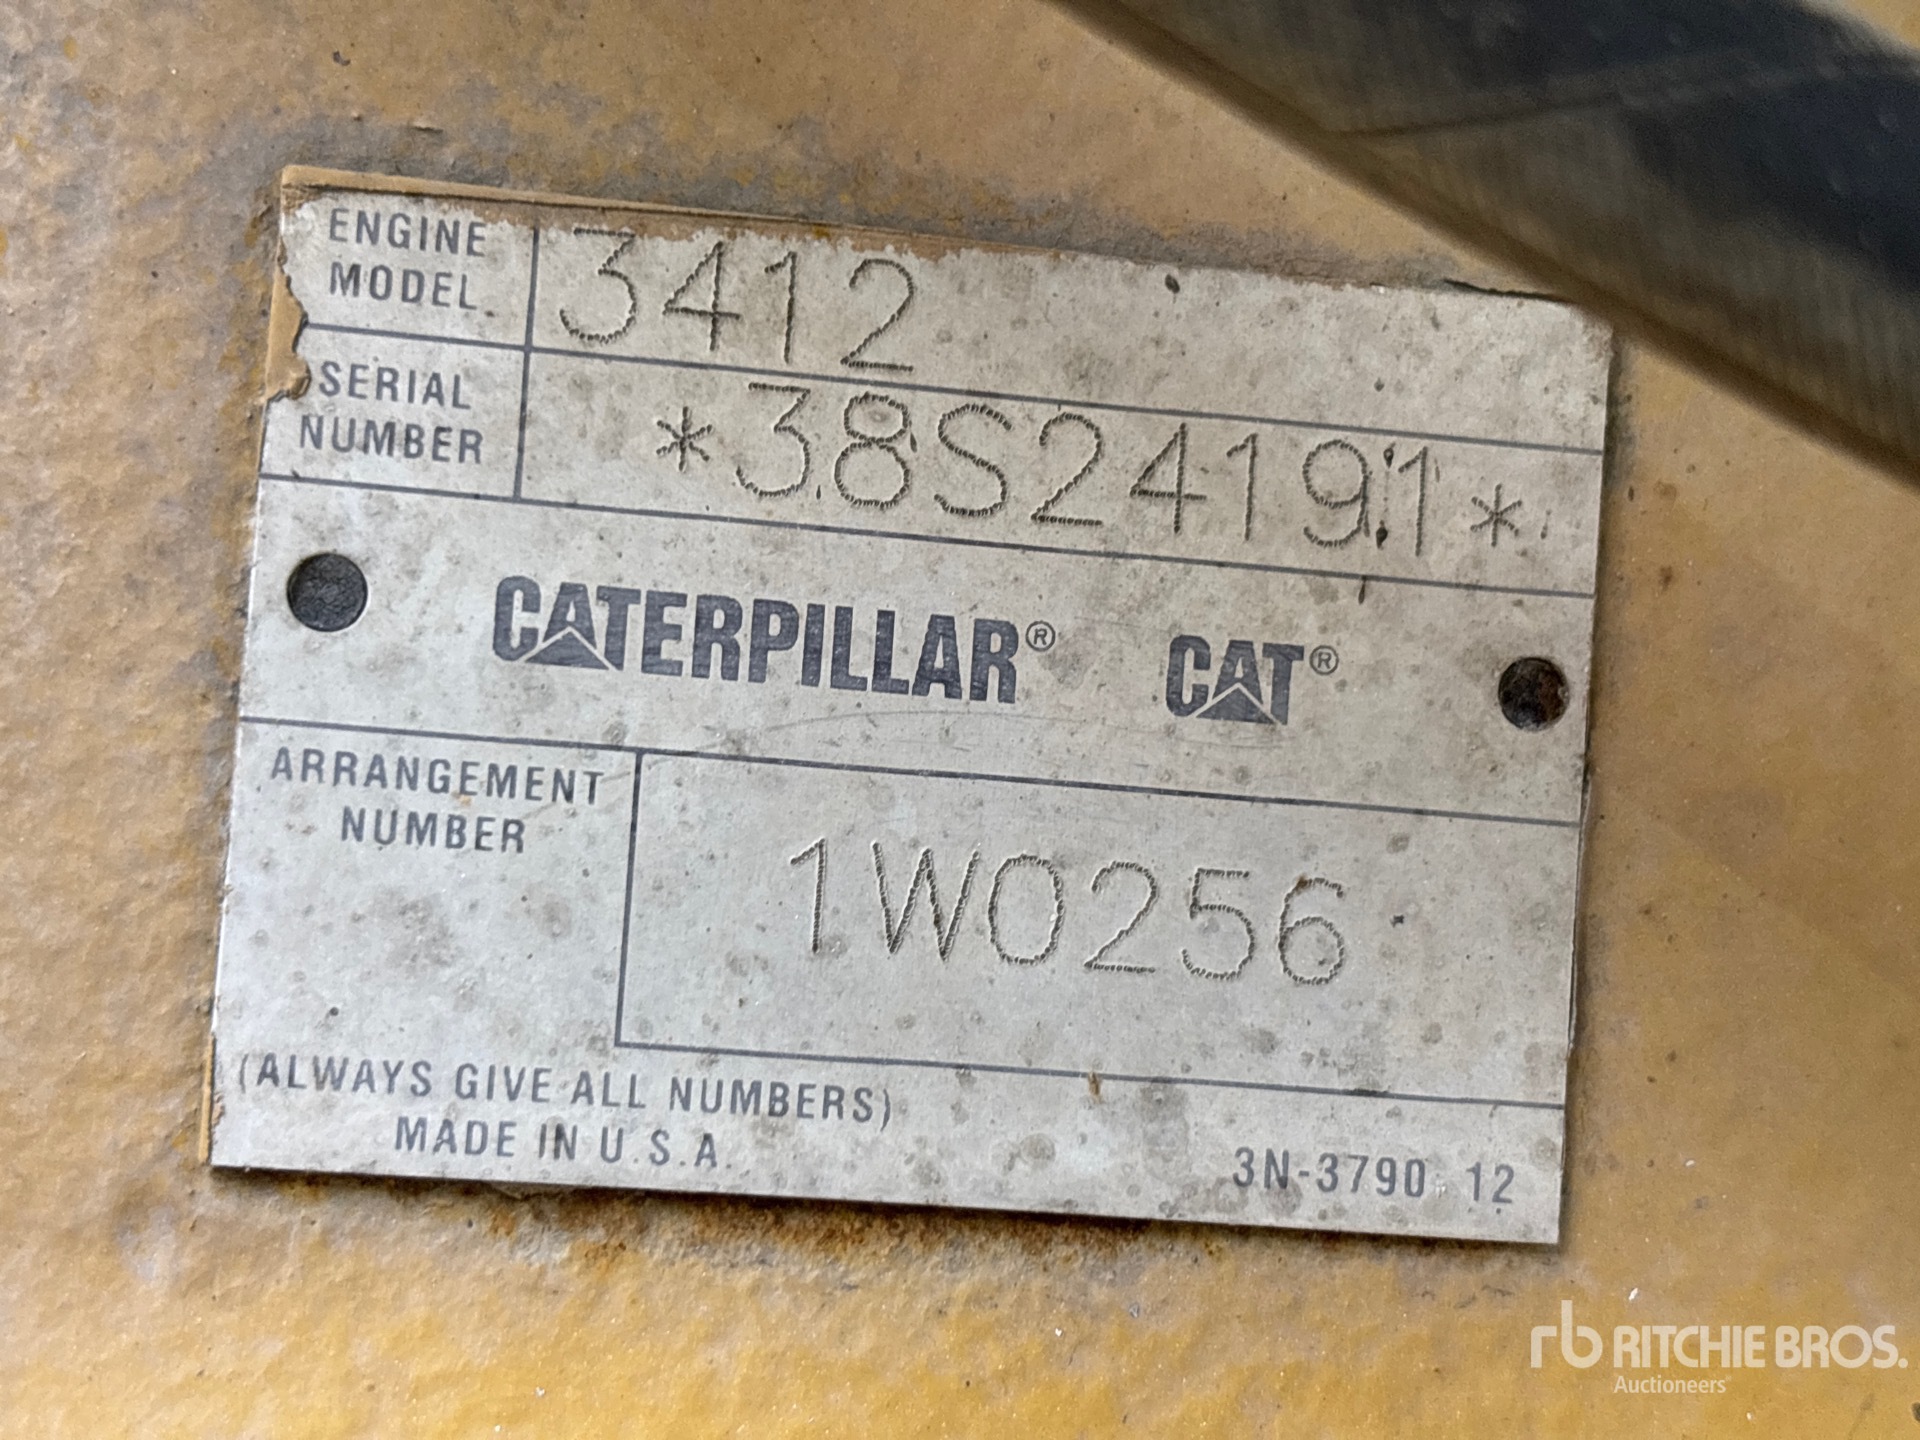 ENGINE MODEL 3412
SERIAL NUMBER *38S24191*
CATERPILLAR® CAT®
ARRANGEMENT NUMBER 1W0256
(ALWAYS GIVE ALL NUMBERS)
MADE IN U.S.A. 3N-3790 12
rb RITCHIE BROS.
Auctioneers